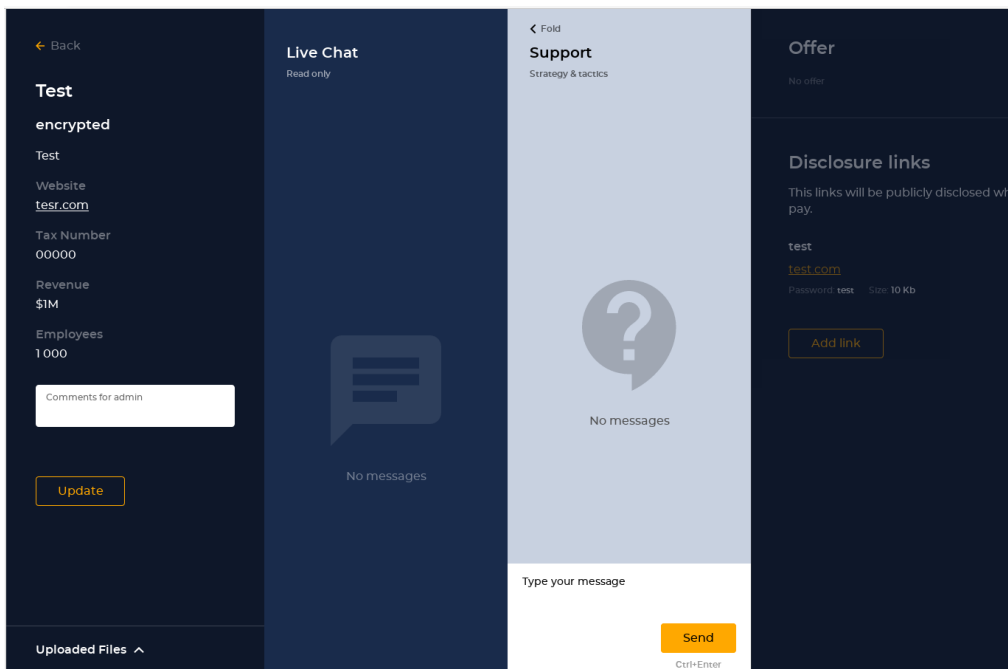 Back
Test
encrypted
Test
Website
tesr.com
Tax Number
00000
Revenue
$1M
Employees
1 000
Comments for admin
Update
Uploaded Files
Live Chat
Read only
No messages
Fold
Support
Strategy & tactics
No messages
Type your message
Send
Ctrl+Enter
Offer
No offer
Disclosure links
This links will be publicly disclosed
pay.
test
test.com
Password: test Size: 10 Kb
Add link